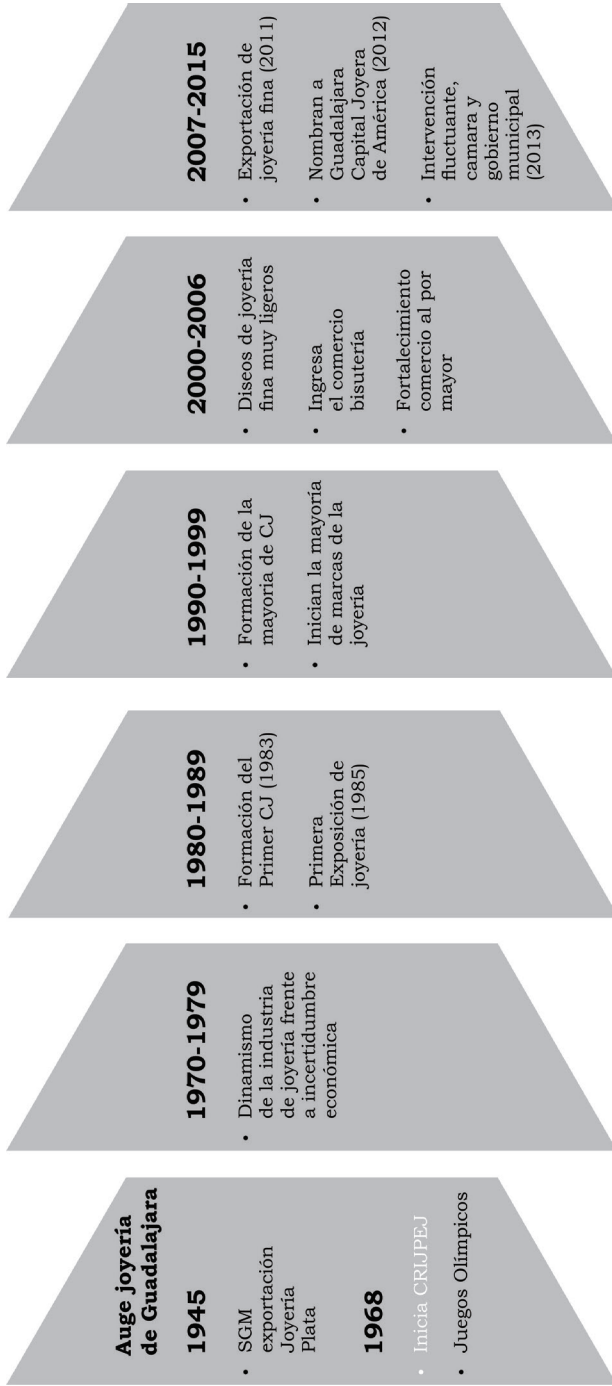 Auge joyería
de Guadalajara
1945
• SGM
exportación
Joyería
Plata
1968
• Inicia CRIJPEJ
• Juegos Olímpicos
1970-1979
• Dinamismo
de la industria
de joyería frente
a incertidumbre
económica
1980-1989
• Formación del
Primer CJ (1983)
• Primera
Exposición de
joyería (1985)
1990-1999
• Formación de la
mayoria de CJ
• Inician la mayoría
de marcas de la
joyería
2000-2006
• Diseos de joyería
fina muy ligeros
• Ingresa
el comercio
bisutería
• Fortalecimiento
comercio al por
mayor
2007-2015
• Exportación de
joyería fina (2011)
• Nombran a
Guadalajara
Capital Joyera
de América (2012)
• Intervención
fluctuante,
camara y
gobierno
municipal
(2013)